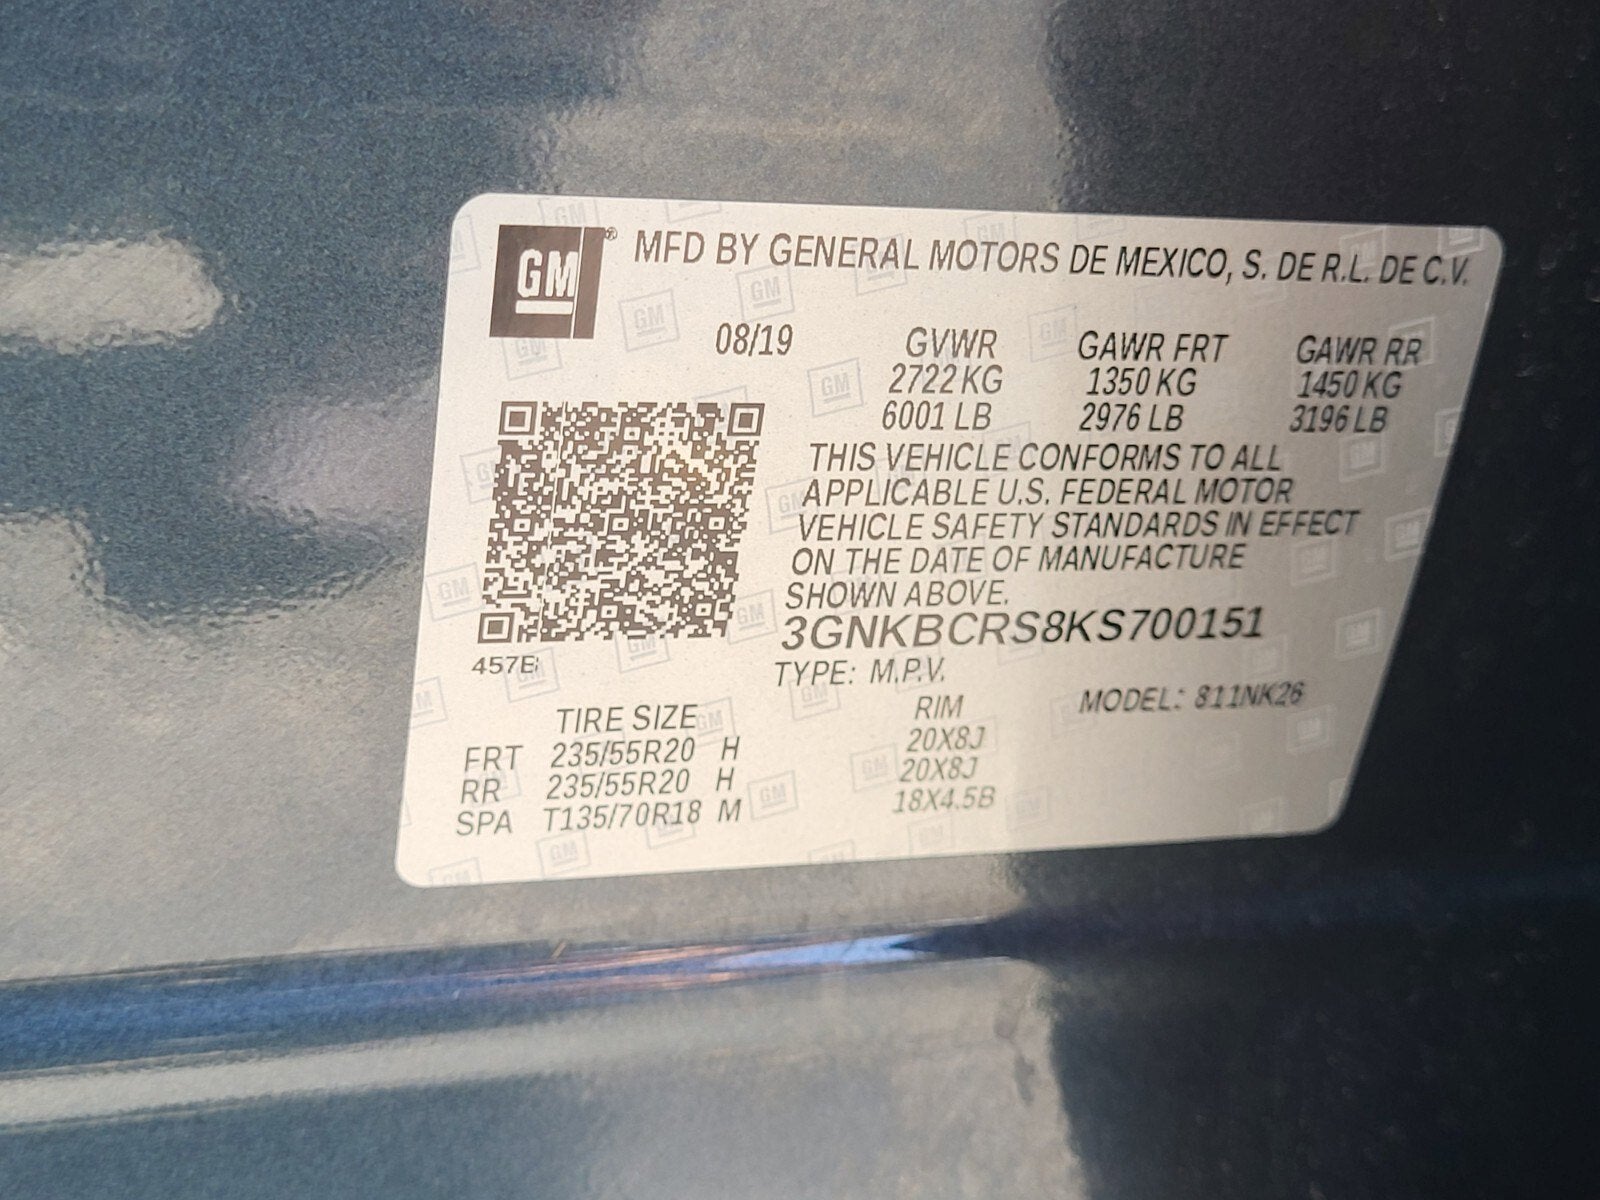 GM® MFD BY GENERAL MOTORS DE MEXICO, S. DE R.L. DE C.V.
08/19 GVWR GAWR FRT GAWR RR
2722 KG 1350 KG 1450 KG
6001 LB 2976 LB 3196 LB
THIS VEHICLE CONFORMS TO ALL
APPLICABLE U.S. FEDERAL MOTOR
VEHICLE SAFETY STANDARDS IN EFFECT
ON THE DATE OF MANUFACTURE
SHOWN ABOVE.
3GNKBCRS8KS700151
457B
TYPE: M.P.V. MODEL: 811NK26
TIRE SIZE RIM
FRT 235/55R20 H 20X8J
RR 235/55R20 H 20X8J
SPA T135/70R18 M 18X4.5B